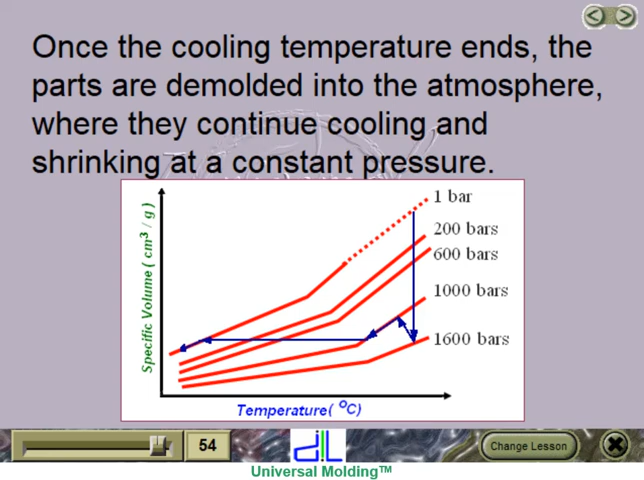 Once the cooling temperature ends, the
parts are demolded into the atmosphere,
where they continue cooling and
shrinking at a constant pressure.
1 bar
200 bars
600 bars
1000 bars
1600 bars
Specific Volume ( cm³ / g )
Temperature( ºC)
54
diL
Change Lesson
Universal Molding™